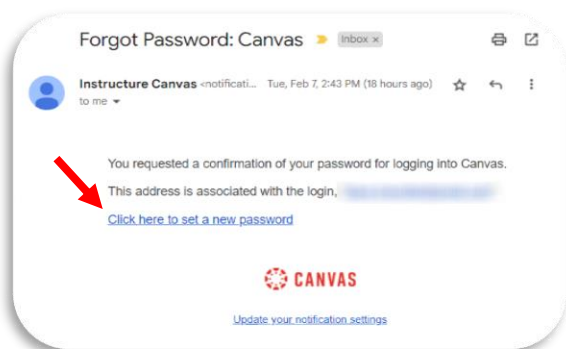 Forgot Password: Canvas Inbox ×
Instructure Canvas <notificati... Tue, Feb 7, 2:43 PM (18 hours ago)
to me
You requested a confirmation of your password for logging into Canvas.
This address is associated with the login,
Click here to set a new password
CANVAS
Update your notification settings